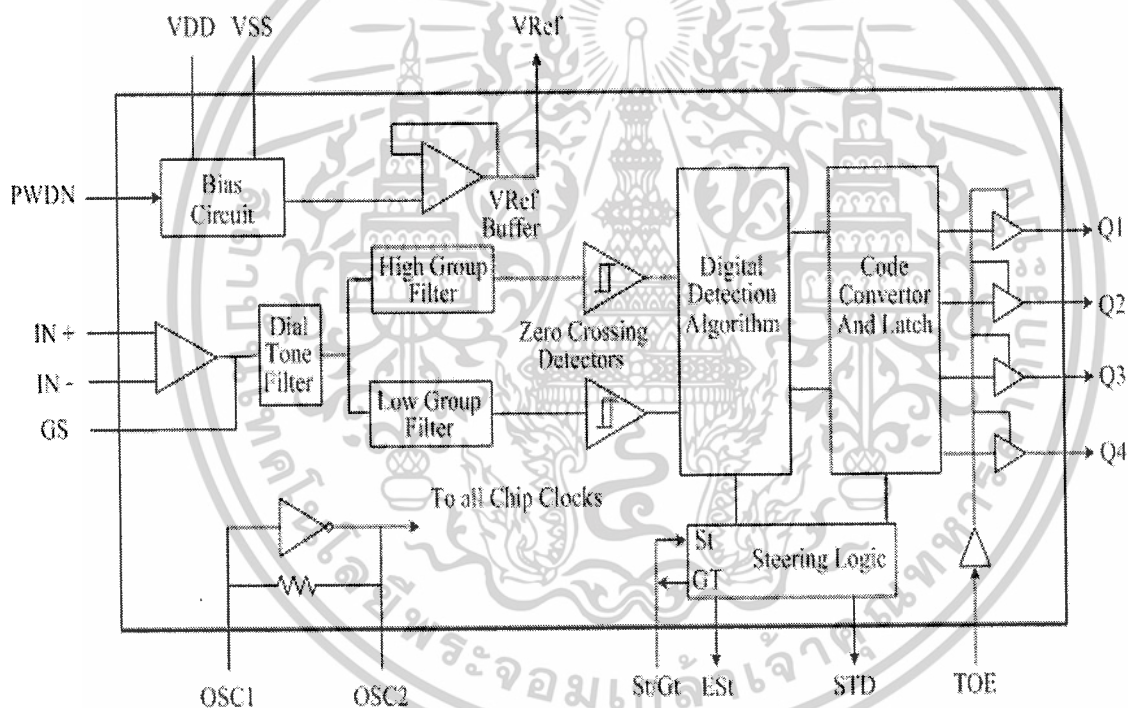 VDD VSS
VRef
PWDN
Bias
Circuit
VRef
Buffer
High Group
Filter
Digital
Detection
Algorithm
Code
Convertor
And Latch
Q1
Q2
Q3
Q4
IN +
IN -
GS
Dial
Tone
Filter
Zero Crossing
Detectors
Low Group
Filter
To all Chip Clocks
St
GT
Steering Logic
OSC1
OSC2
St/Gt
ESt
STD
TOE